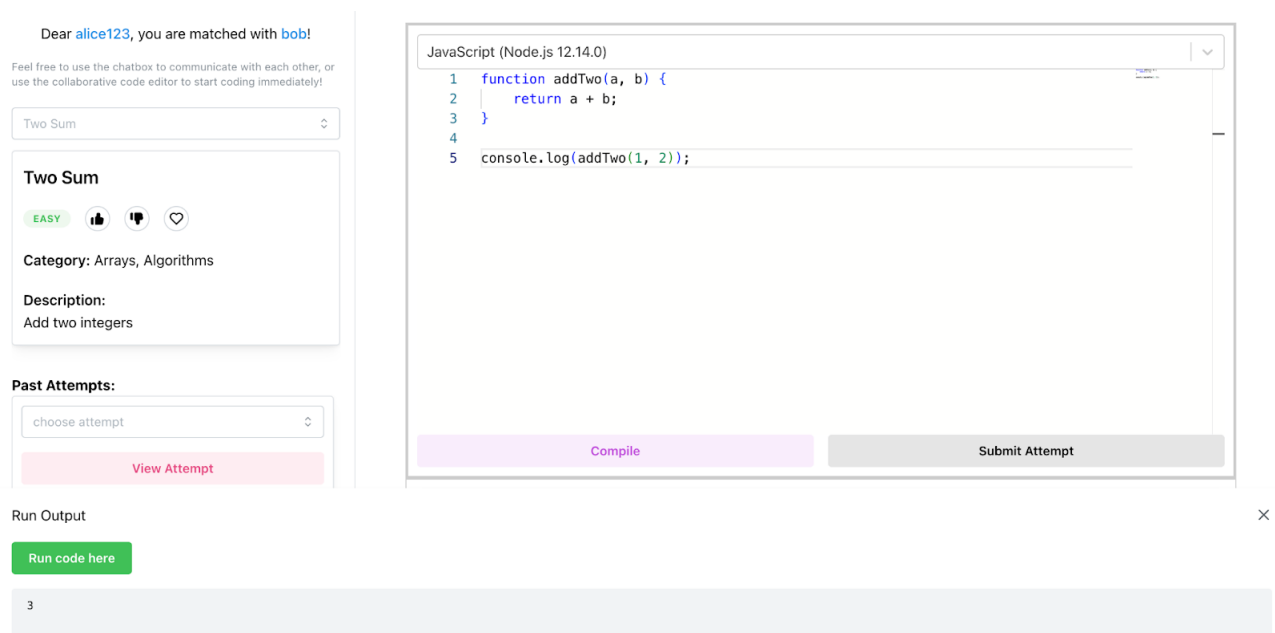 Dear alice123, you are matched with bob!
Feel free to use the chatbox to communicate with each other, or
use the collaborative code editor to start coding immediately!
Two Sum
Two Sum
EASY
Category: Arrays, Algorithms
Description:
Add two integers
Past Attempts:
choose attempt
View Attempt
JavaScript (Node.js 12.14.0)
1 function addTwo(a, b) {
2     return a + b;
3 }
4
5 console.log(addTwo(1, 2));
Compile
Submit Attempt
Run Output
Run code here
3